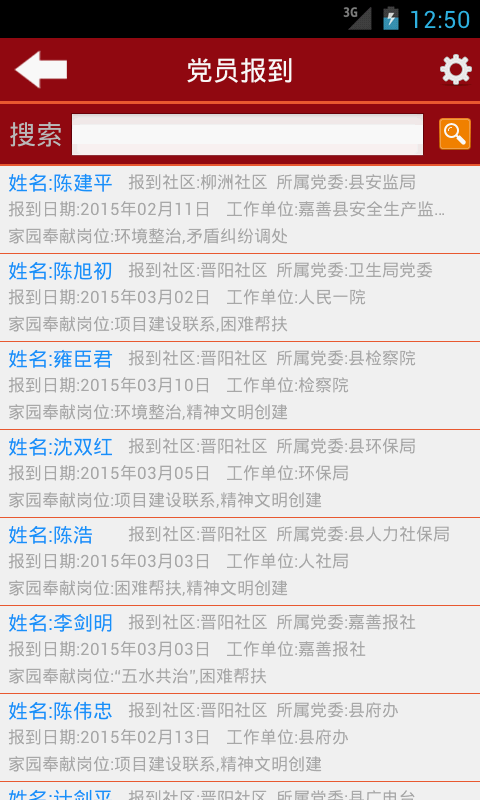 3G 12:50
党员报到
搜索
姓名:陈建平 报到社区:柳洲社区 所属党委:县安监局
报到日期:2015年02月11日 工作单位:嘉善县安全生产监…
家园奉献岗位:环境整治,矛盾纠纷调处
姓名:陈旭初 报到社区:晋阳社区 所属党委:卫生局党委
报到日期:2015年03月02日 工作单位:人民一院
家园奉献岗位:项目建设联系,困难帮扶
姓名:雍臣君 报到社区:晋阳社区 所属党委:县检察院
报到日期:2015年03月10日 工作单位:检察院
家园奉献岗位:环境整治,精神文明创建
姓名:沈双红 报到社区:晋阳社区 所属党委:县环保局
报到日期:2015年03月05日 工作单位:环保局
家园奉献岗位:项目建设联系,精神文明创建
姓名:陈浩 报到社区:晋阳社区 所属党委:县人力社保局
报到日期:2015年03月03日 工作单位:人社局
家园奉献岗位:困难帮扶,精神文明创建
姓名:李剑明 报到社区:晋阳社区 所属党委:嘉善报社
报到日期:2015年03月03日 工作单位:嘉善报社
家园奉献岗位:“五水共治”,困难帮扶
姓名:陈伟忠 报到社区:晋阳社区 所属党委:县府办
报到日期:2015年02月13日 工作单位:县府办
家园奉献岗位:项目建设联系,精神文明创建
姓名:计剑平 报到社区:晋阳社区 所属党委:县广电台